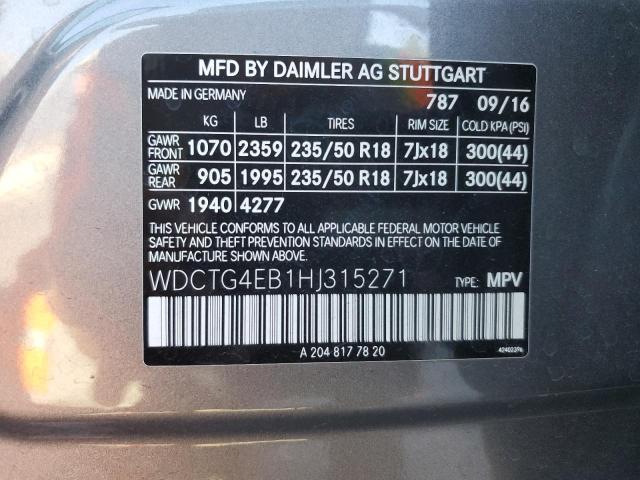 MFD BY DAIMLER AG STUTTGART
MADE IN GERMANY 787 09/16
KG LB TIRES RIM SIZE COLD KPA (PSI)
GAWR FRONT 1070 2359 235/50 R18 7Jx18 300(44)
GAWR REAR 905 1995 235/50 R18 7Jx18 300(44)
GVWR 1940 4277
THIS VEHICLE CONFORMS TO ALL APPLICABLE FEDERAL MOTOR VEHICLE
SAFETY BUMPER, AND THEFT PREVENTION STANDARDS IN EFFECT ON THE DATE OF
MANUFACTURE SHOWN ABOVE.
WDCTG4EB1HJ315271 TYPE: MPV
A 204 817 78 20 42402396